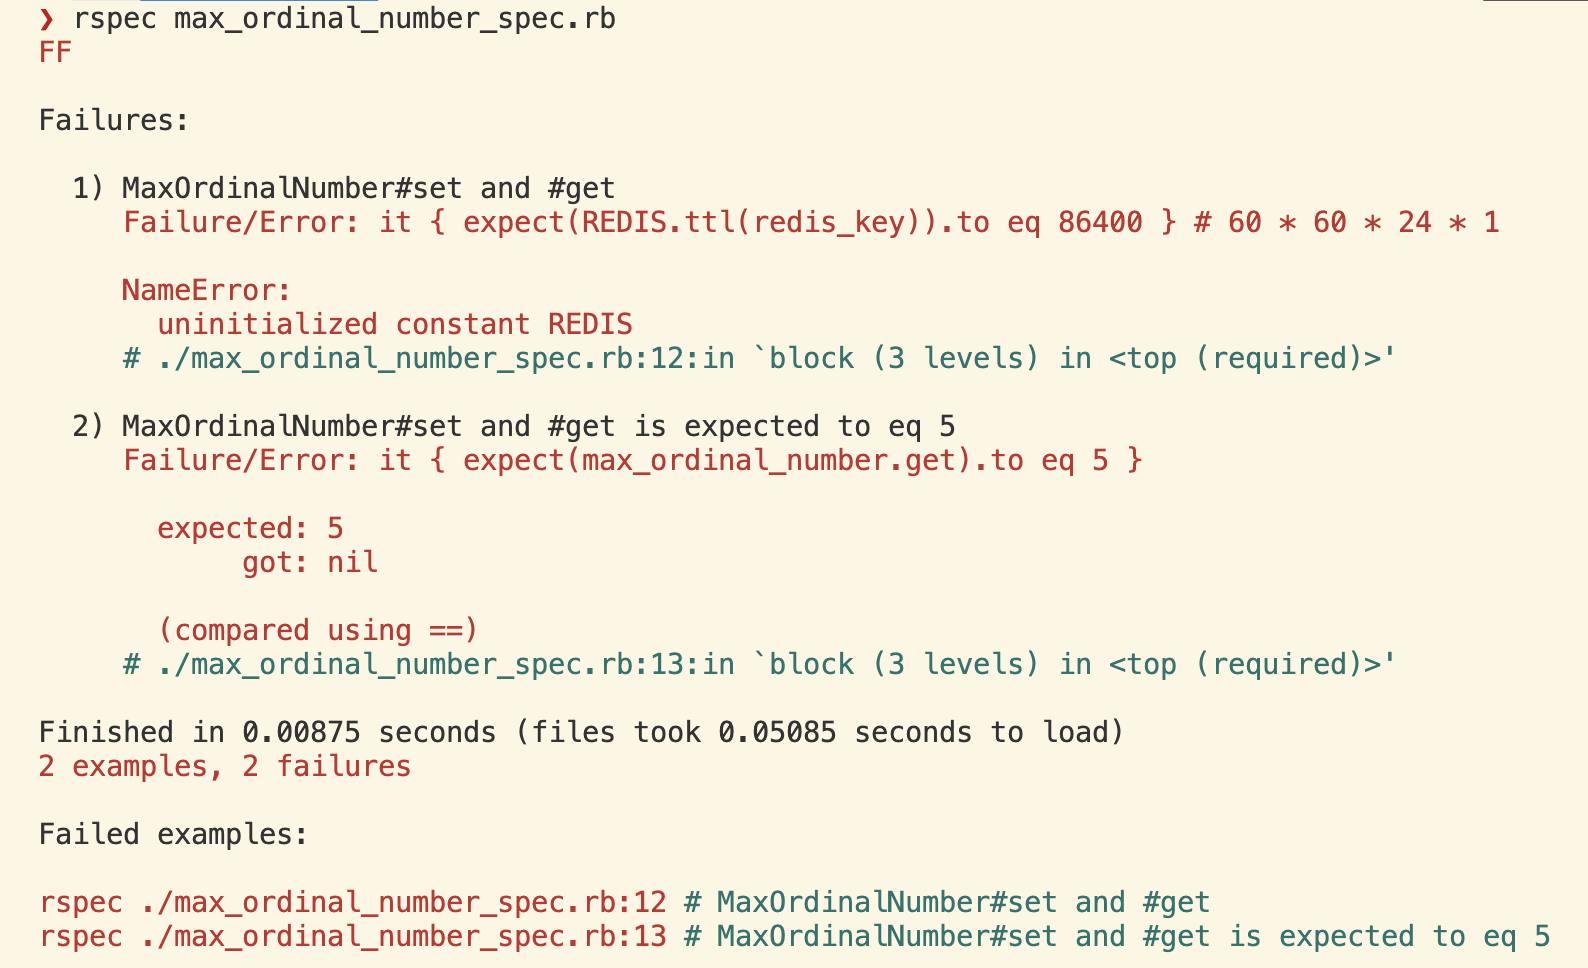 ❯ rspec max_ordinal_number_spec.rb
FF

Failures:

  1) MaxOrdinalNumber#set and #get
     Failure/Error: it { expect(REDIS.ttl(redis_key)).to eq 86400 } # 60 * 60 * 24 * 1

     NameError:
       uninitialized constant REDIS
     # ./max_ordinal_number_spec.rb:12:in `block (3 levels) in <top (required)>'

  2) MaxOrdinalNumber#set and #get is expected to eq 5
     Failure/Error: it { expect(max_ordinal_number.get).to eq 5 }

       expected: 5
            got: nil

       (compared using ==)
     # ./max_ordinal_number_spec.rb:13:in `block (3 levels) in <top (required)>'

Finished in 0.00875 seconds (files took 0.05085 seconds to load)
2 examples, 2 failures

Failed examples:

rspec ./max_ordinal_number_spec.rb:12 # MaxOrdinalNumber#set and #get
rspec ./max_ordinal_number_spec.rb:13 # MaxOrdinalNumber#set and #get is expected to eq 5